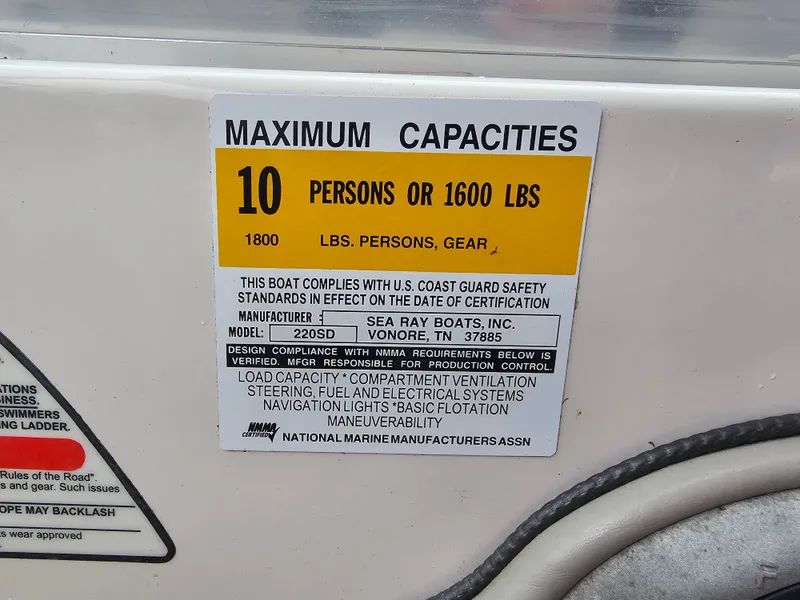 MAXIMUM CAPACITIES
10 PERSONS OR 1600 LBS
1800 LBS. PERSONS, GEAR
THIS BOAT COMPLIES WITH U.S. COAST GUARD SAFETY
STANDARDS IN EFFECT ON THE DATE OF CERTIFICATION
MANUFACTURER : SEA RAY BOATS, INC.
MODEL: 220SD VONORE, TN 37885
DESIGN COMPLIANCE WITH NMMA REQUIREMENTS BELOW IS
VERIFIED. MFGR RESPONSIBLE FOR PRODUCTION CONTROL.
LOAD CAPACITY * COMPARTMENT VENTILATION
STEERING, FUEL AND ELECTRICAL SYSTEMS
NAVIGATION LIGHTS *BASIC FLOTATION
MANEUVERABILITY
NMMA
CERTIFIED NATIONAL MARINE MANUFACTURERS ASSN
ATIONS
SINESS.
SWIMMERS
NG LADDER.
"Rules of the Road".
s and gear. Such issues
OPE MAY BACKLASH
s wear approved